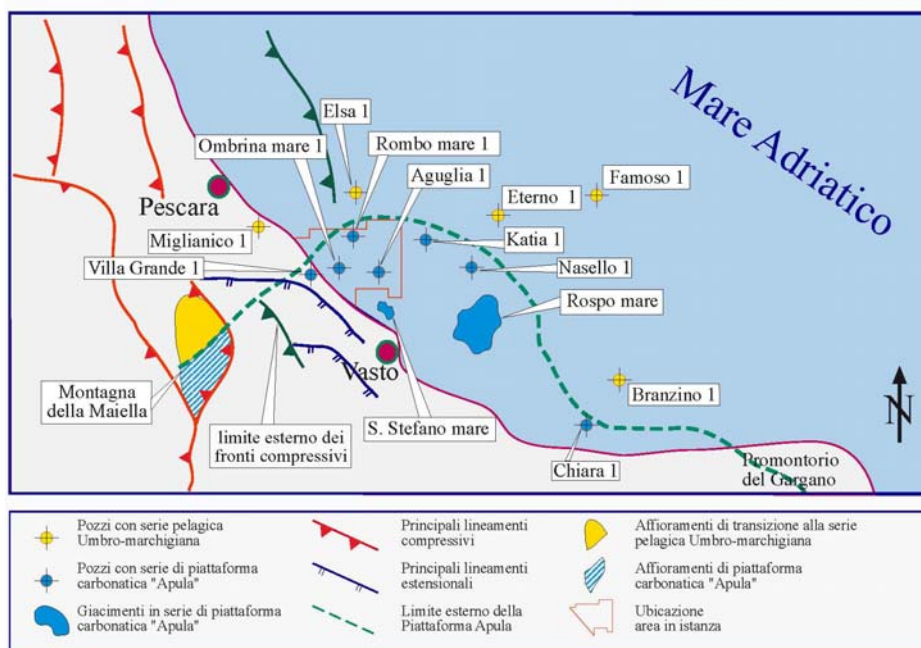 Mare Adriatico
Elsa 1
Ombrina mare 1
Rombo mare 1
Aguglia 1
Eterno 1
Famoso 1
Pescara
Miglianico 1
Katia 1
Villa Grande 1
Nasello 1
Rospo mare
Vasto
Montagna
della Maiella
limite esterno dei
fronti compressivi
S. Stefano mare
Branzino 1
Chiara 1
N
Promontorio
del Gargano
Pozzi con serie pelagica
Umbro-marchigiana
Principali lineamenti
compressivi
Affioramenti di transizione alla serie
pelagica Umbro-marchigiana
Pozzi con serie di piattaforma
carbonatica "Apula"
Principali lineamenti
estensionali
Affioramenti di piattaforma
carbonatica "Apula"
Giacimenti in serie di piattaforma
carbonatica "Apula"
Limite esterno della
Piattaforma Apula
Ubicazione
area in istanza